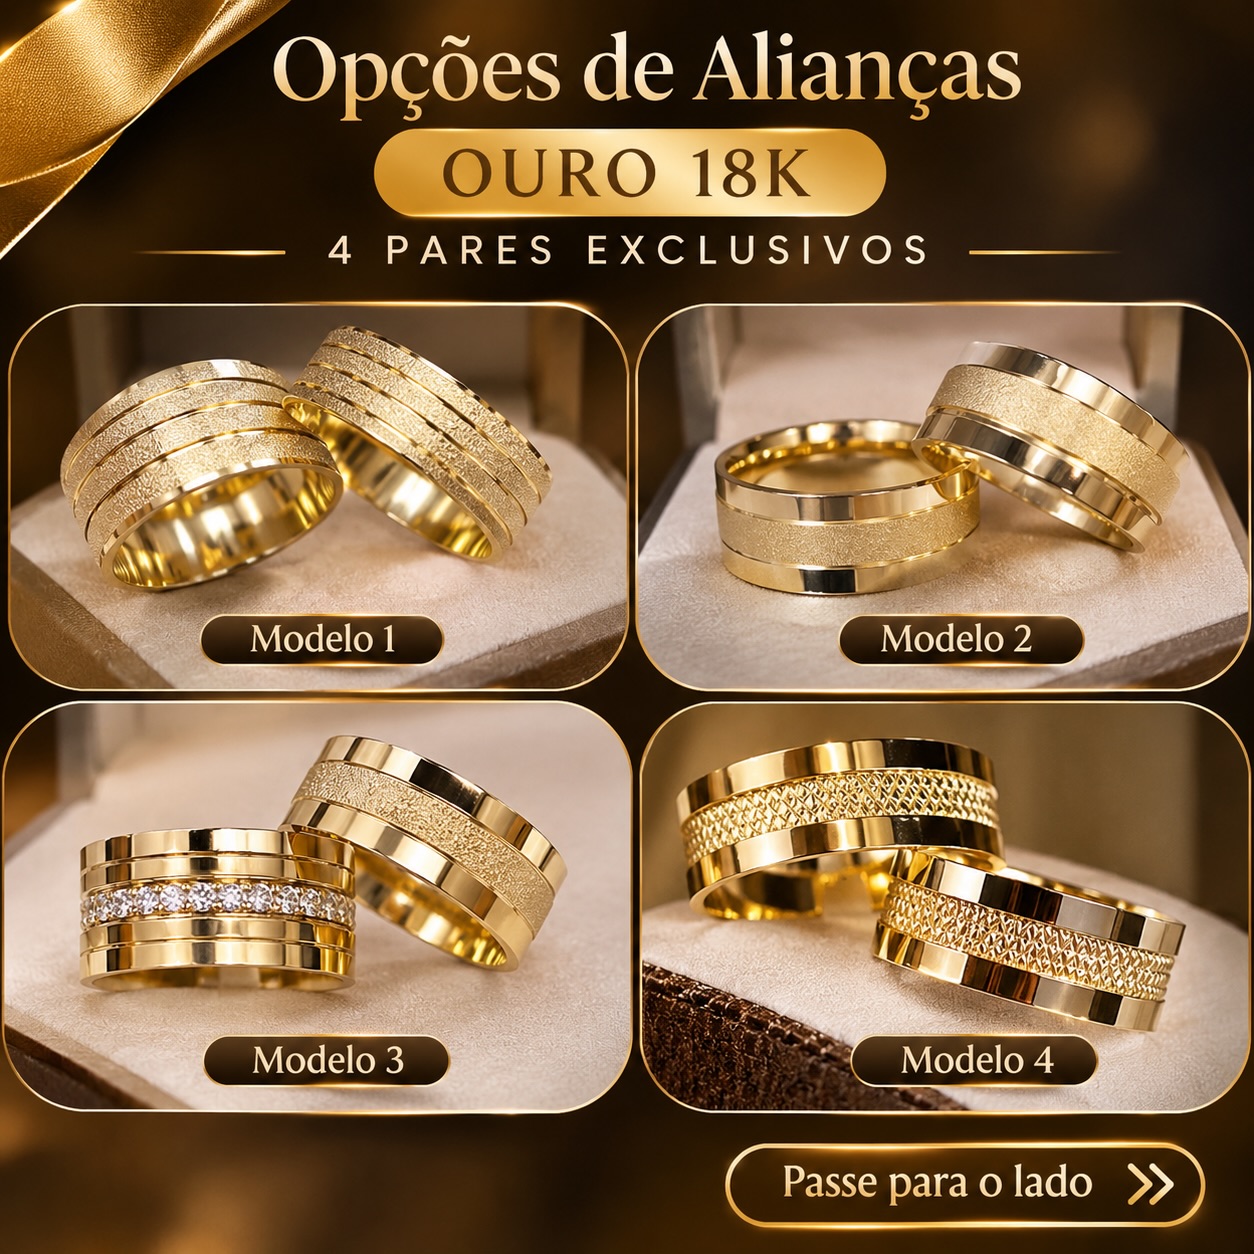 Opções de Alianças
OURO 18K
4 PARES EXCLUSIVOS
Modelo 1
Modelo 2
Modelo 3
Modelo 4
Passe para o lado